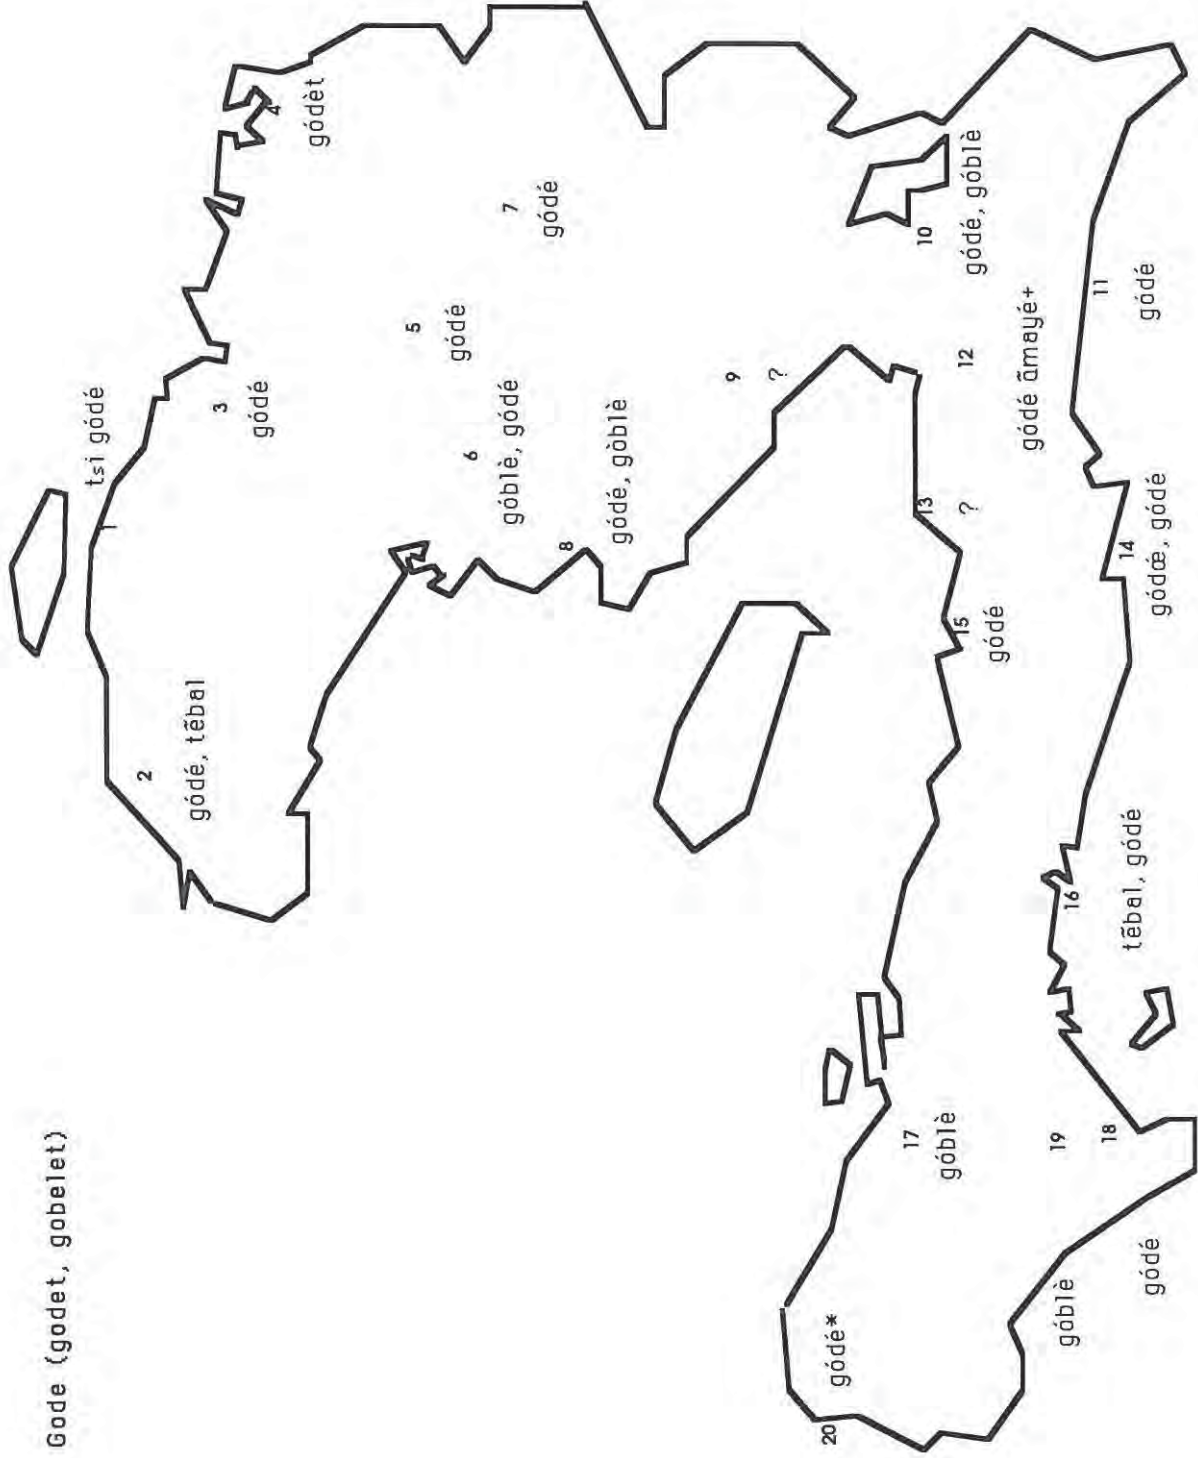 Gode (godet, gobelet)
1
tsi gódé
2
gódé, tẽbal
3
gódé
4
gódèt
5
gódé
6
góblè, gódé
7
gódé
8
gódé, gòblè
9
?
10
gódé, góblè
11
gódé
12
gódé ãmayé+
13
?
14
gódœ, gódé
15
gódé
16
tẽbal, gódé
17
góblè
18
gódé
19
góblè
20
gódé*